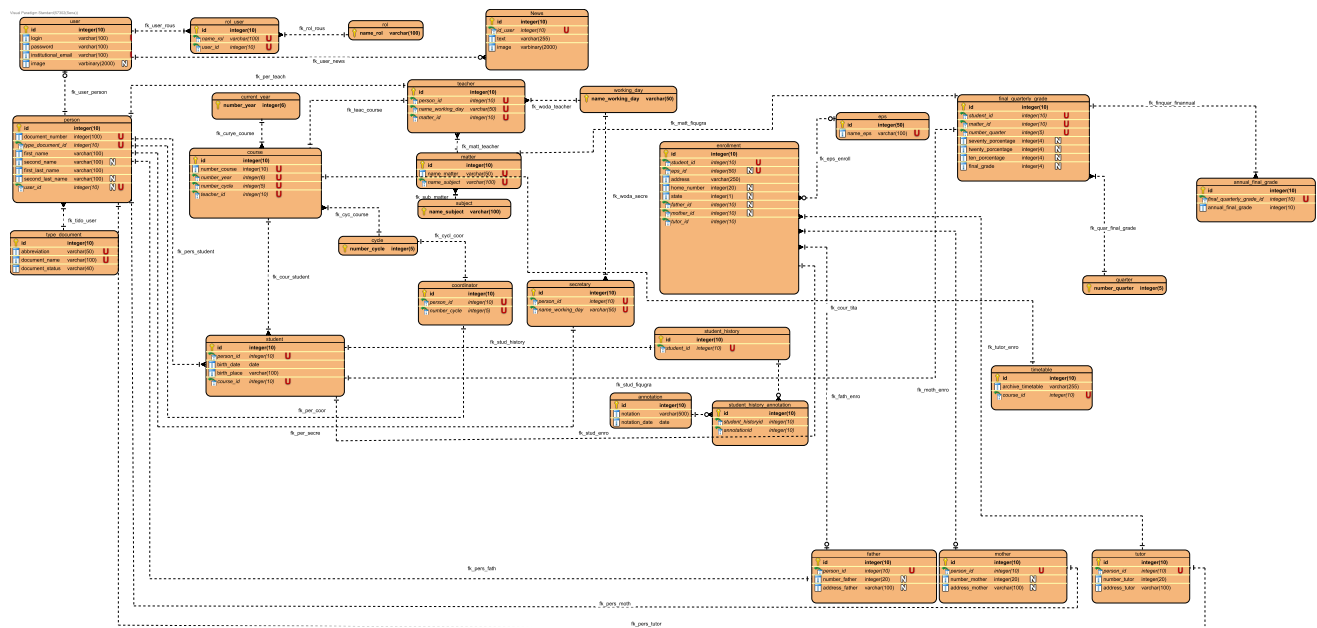 Visual Paradigm Standard
user
id integer(10)
login varchar(100)
password varchar(100)
institutional_email varchar(100)
image varbinary(2000) N
fk_user_rous
rol_user
id integer(10)
name_rol varchar(100) U
user_id integer(10) U
fk_rol_rous
rol
name_rol varchar(100)
News
id integer(10)
id_user integer(10) U
text varchar(255)
image varbinary(2000)
fk_user_news
fk_user_person
fk_per_teach
person
id integer(10)
document_number integer(100) U
type_document_id integer(10) U
first_name varchar(100)
second_name varchar(100) N
first_last_name varchar(100)
second_last_name varchar(100) N
user_id integer(10) N U
fk_tido_user
type_document
id integer(10)
abbreviation varchar(50) U
document_name varchar(100) U
document_status varchar(40)
current_year
number_year integer(6)
fk_curye_course
fk_teac_course
course
id integer(10)
number_course integer(10) U
number_year integer(6) U
number_cycle integer(5) U
teacher_id integer(10) U
teacher
id integer(10)
person_id integer(10) U
name_working_day varchar(50) U
matter_id integer(10) U
fk_woda_teacher
working_day
name_working_day varchar(50)
fk_matt_teacher
fk_matt_fiqugra
matter
id integer(10)
name_matter varchar(60) U
name_subject varchar(100) U
fk_sub_matter
subject
name_subject varchar(100)
fk_cyc_course
cycle
number_cycle integer(5)
fk_cycl_coor
coordinator
id integer(10)
person_id integer(10) U
number_cycle integer(5) U
fk_woda_secre
secretary
id integer(10)
person_id integer(10) U
name_working_day varchar(50) U
enrollment
id integer(10)
student_id integer(10) U
eps_id integer(50) N U
address varchar(250)
home_number integer(20) N
state integer(1) N
father_id integer(10) N
mother_id integer(10) N
tutor_id integer(10)
eps
id integer(50)
name_eps varchar(100) U
fk_eps_enroll
final_quarterly_grade
id integer(10)
student_id integer(10) U
matter_id integer(10) U
number_quarter integer(5) U
seventy_percentage integer(4) N
twenty_percentage integer(4) N
ten_porcentage integer(4) N
final_grade integer(4) N
fk_finquar_finannual
annual_final_grade
id integer(10)
final_quarterly_grade_id integer(10) U
annual_final_grade integer(10)
fk_quar_final_grade
quarter
number_quarter integer(5)
fk_pers_student
fk_cour_student
student
id integer(10)
person_id integer(10) U
birth_date date
birth_place varchar(100)
course_id integer(10) U
fk_stud_history
student_history
id integer(10)
student_id integer(10) U
fk_stud_fiqugra
annotation
id integer(10)
notation varchar(500)
notation_date date
student_history_annotation
id integer(10)
student_historyid integer(10)
annotationid integer(10)
fk_stud_enro
fk_per_coor
fk_per_secre
fk_cour_tita
fk_tutor_enro
fk_moth_enro
fk_fath_enro
timetable
id integer(10)
archive_timetable varchar(255)
course_id integer(10) U
fk_pers_fath
fk_pers_moth
fk_pers_tutor
father
id integer(10)
person_id integer(10) U
number_father integer(20) N
address_father varchar(100) N
mother
id integer(10)
person_id integer(10) U
number_mother integer(20) N
address_mother varchar(100) N
tutor
id integer(10)
person_id integer(10) U
number_tutor integer(20)
address_tutor varchar(100)